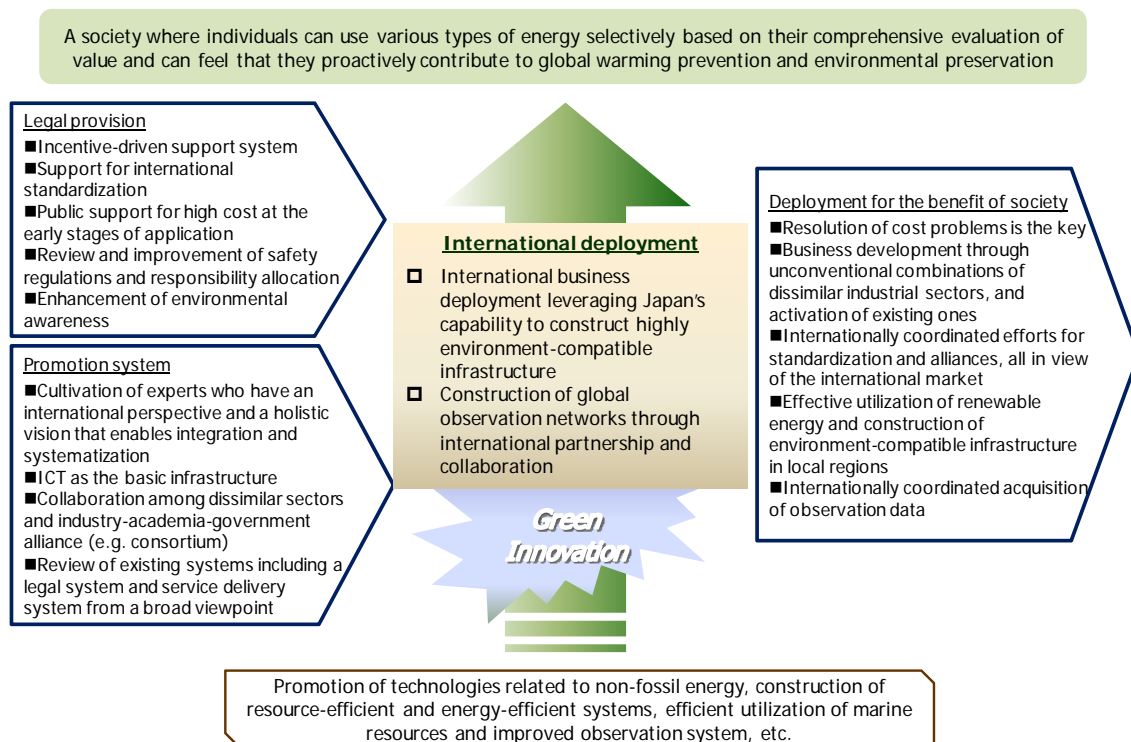 A society where individuals can use various types of energy selectively based on their comprehensive evaluation of
value and can feel that they proactively contribute to global warming prevention and environmental preservation
Legal provision
■Incentive-driven support system
■Support for international
standardization
■Public support for high cost at the
early stages of application
■Review and improvement of safety
regulations and responsibility allocation
■Enhancement of environmental
awareness
Promotion system
■Cultivation of experts who have an
international perspective and a holistic
vision that enables integration and
systematization
■ICT as the basic infrastructure
■Collaboration among dissimilar sectors
and industry-academia-government
alliance (e.g. consortium)
■Review of existing systems including a
legal system and service delivery
system from a broad viewpoint
International deployment
❑ International business
deployment leveraging Japan's
capability to construct highly
environment-compatible
infrastructure
❑ Construction of global
observation networks through
international partnership and
collaboration
Green
Innovation
Deployment for the benefit of society
■Resolution of cost problems is the key
■Business development through
unconventional combinations of
dissimilar industrial sectors, and
activation of existing ones
■Internationally coordinated efforts for
standardization and alliances, all in view
of the international market
■Effective utilization of renewable
energy and construction of
environment-compatible infrastructure
in local regions
■Internationally coordinated acquisition
of observation data
Promotion of technologies related to non-fossil energy, construction of
resource-efficient and energy-efficient systems, efficient utilization of marine
resources and improved observation system, etc.